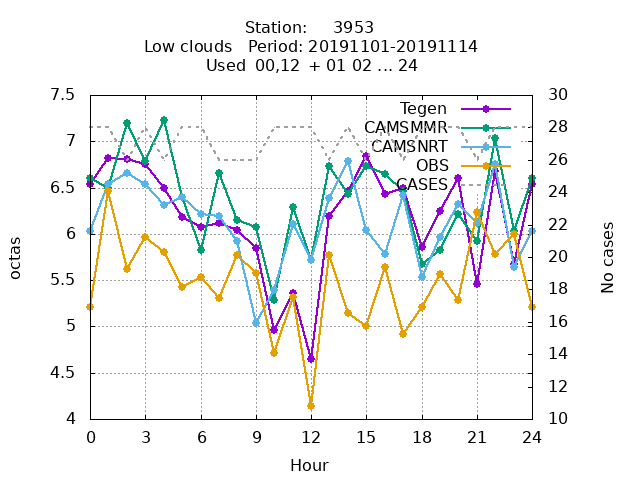 Station: 3953
Low clouds Period: 20191101-20191114
Used 00,12 + 01 02 ... 24
7.5
7
6.5
6
5.5
5
4.5
4
octas
30
28
26
24
22
20
18
16
14
12
10
No cases
Tegen
CAMSMMR
CAMSNRT
OBS
CASES
0 3 6 9 12 15 18 21 24
Hour